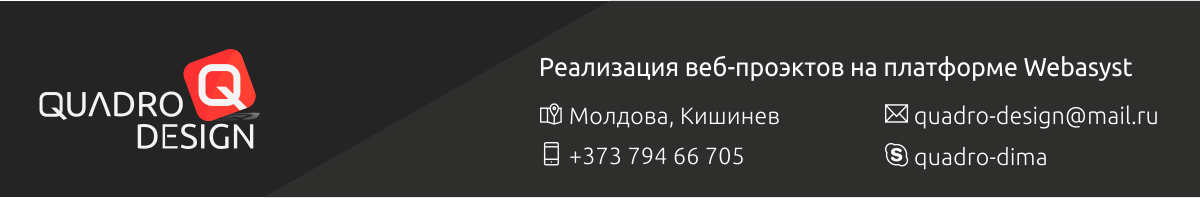 QUADRO
DESIGN
Q
Реализация веб-проэктов на платформе Webasyst
Молдова, Кишинев
quadro-design@mail.ru
+373 794 66 705
quadro-dima